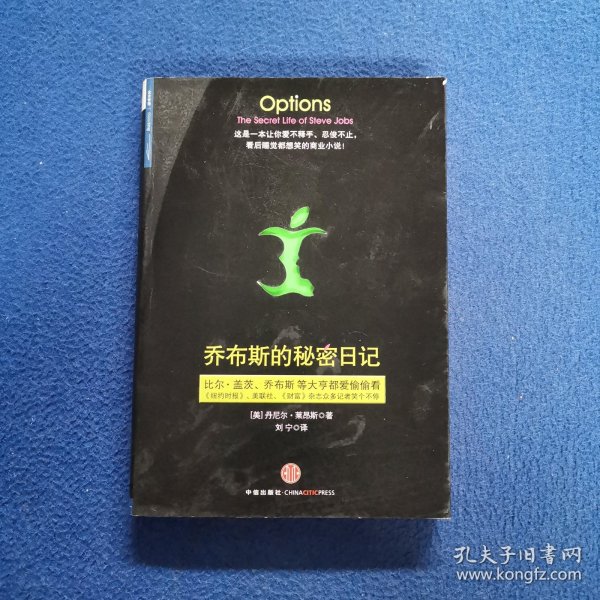 Options
The Secret Life of Steve Jobs
这是一本让你爱不释手、忍俊不止，
看后睡觉都想笑的商业小说！
乔布斯的秘密日记
比尔·盖茨、乔布斯 等大亨都爱偷偷看
《纽约时报》、美联社、《财富》杂志众多记者笑个不停
[美]丹尼尔·莱昂斯◎著
刘 宁◎译
中信出版社·CHINACITICPRESS
孔夫子旧书网
www.kongfz.com